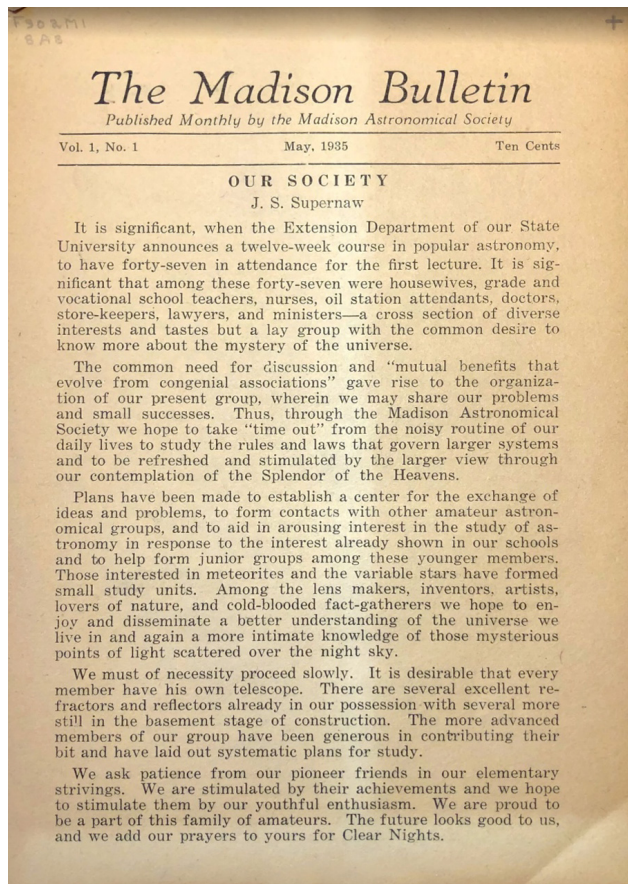 F902M1
8AB
The Madison Bulletin
Published Monthly by the Madison Astronomical Society
Vol. 1, No. 1 May, 1935 Ten Cents
OUR SOCIETY
J. S. Supernaw
It is significant, when the Extension Department of our State
University announces a twelve-week course in popular astronomy,
to have forty-seven in attendance for the first lecture. It is sig-
nificant that among these forty-seven were housewives, grade and
vocational school teachers, nurses, oil station attendants, doctors,
store-keepers, lawyers, and ministers—a cross section of diverse
interests and tastes but a lay group with the common desire to
know more about the mystery of the universe.
The common need for discussion and "mutual benefits that
evolve from congenial associations" gave rise to the organiza-
tion of our present group, wherein we may share our problems
and small successes. Thus, through the Madison Astronomical
Society we hope to take "time out" from the noisy routine of our
daily lives to study the rules and laws that govern larger systems
and to be refreshed and stimulated by the larger view through
our contemplation of the Splendor of the Heavens.
Plans have been made to establish a center for the exchange of
ideas and problems, to form contacts with other amateur astron-
omical groups, and to aid in arousing interest in the study of as-
tronomy in response to the interest already shown in our schools
and to help form junior groups among these younger members.
Those interested in meteorites and the variable stars have formed
small study units. Among the lens makers, inventors, artists,
lovers of nature, and cold-blooded fact-gatherers we hope to en-
joy and disseminate a better understanding of the universe we
live in and again a more intimate knowledge of those mysterious
points of light scattered over the night sky.
We must of necessity proceed slowly. It is desirable that every
member have his own telescope. There are several excellent re-
fractors and reflectors already in our possession with several more
still in the basement stage of construction. The more advanced
members of our group have been generous in contributing their
bit and have laid out systematic plans for study.
We ask patience from our pioneer friends in our elementary
strivings. We are stimulated by their achievements and we hope
to stimulate them by our youthful enthusiasm. We are proud to
be a part of this family of amateurs. The future looks good to us,
and we add our prayers to yours for Clear Nights.